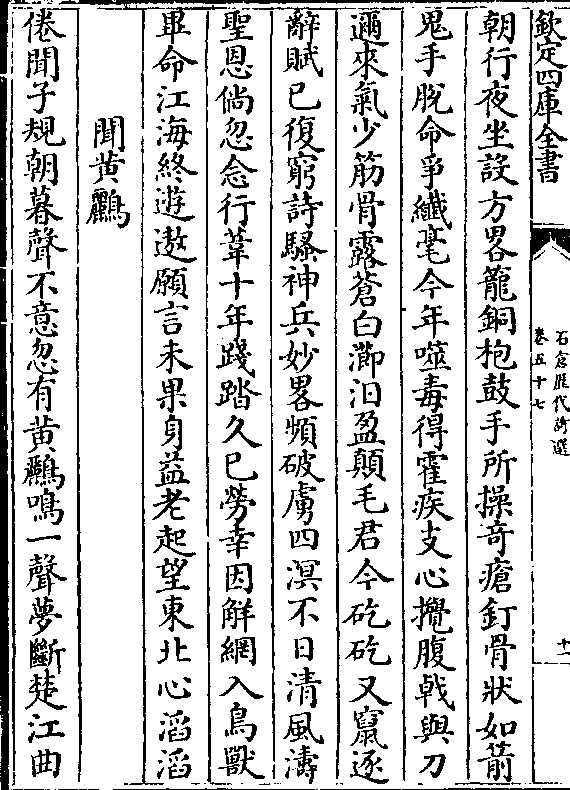 欽定四庫全書
石倉歷代詩選
卷五十七
十一
朝行夜坐設方畧籠銅枹鼓手所操竒瘡釘骨狀如箭
鬼手脫命爭纎毫今年噬毒得霍疾支心攪腹㦸與刀
邇來氣少筋骨露蒼白瀄汩盈顛毛君今矻矻又竄逐
辭賦已復窮詩騷神兵妙畧頻破虜四溟不日清風濤
聖恩倘忽念行葦十年踐踏久已勞幸因解網入鳥獸
畢命江海終遊遨願言未果身益老起望東北心滔滔
聞黄鸝
倦聞子規朝暮聲不意忽有黄鸝鳴一聲夢斷楚江曲